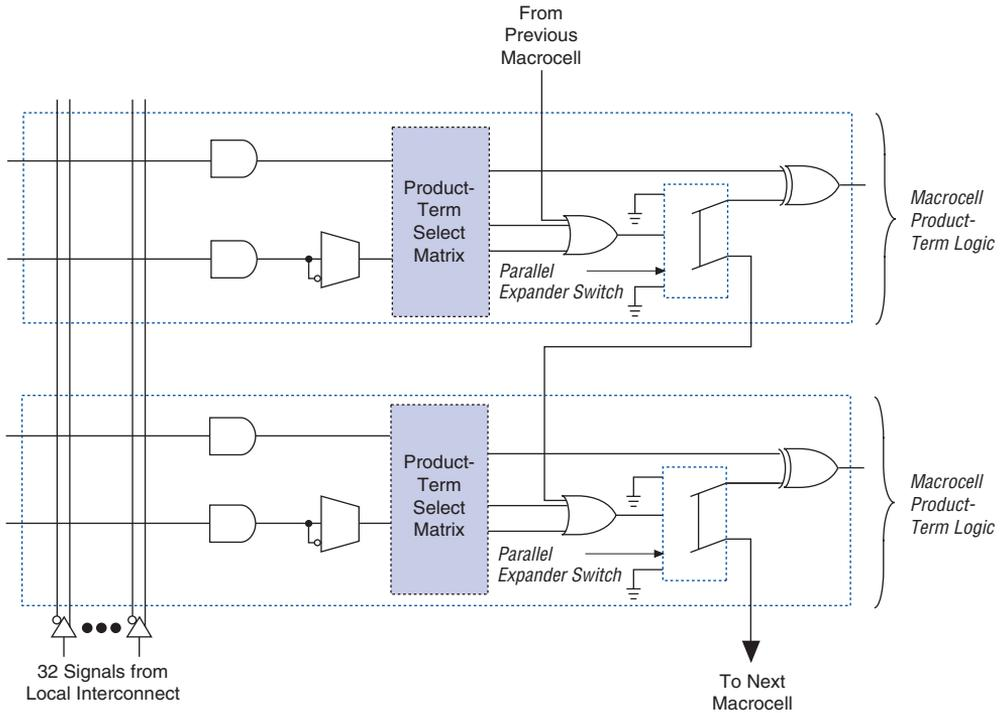 From
Previous
Macrocell
Product-
Term
Select
Matrix
Parallel
Expander Switch
Macrocell
Product-
Term Logic
Product-
Term
Select
Matrix
Parallel
Expander Switch
Macrocell
Product-
Term Logic
32 Signals from
Local Interconnect
To Next
Macrocell